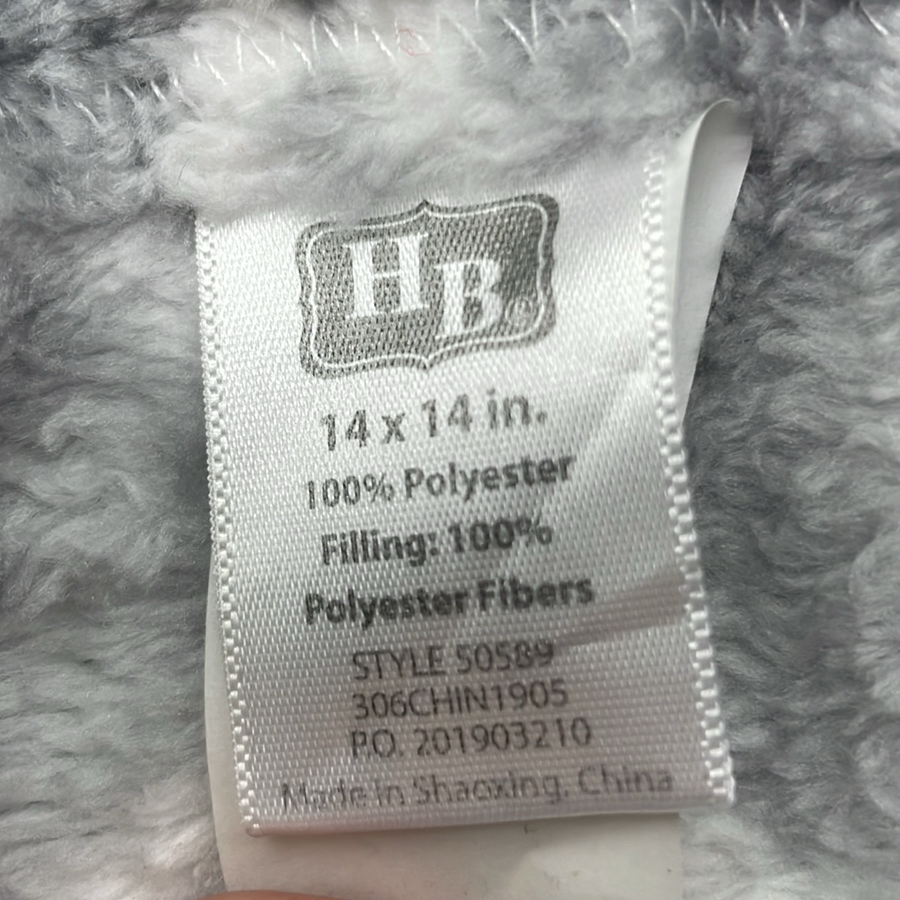 HB®
14 x 14 in.
100% Polyester
Filling: 100%
Polyester Fibers
STYLE 50589
306CHIN1905
P.O. 201903210
Made in Shaoxing, China